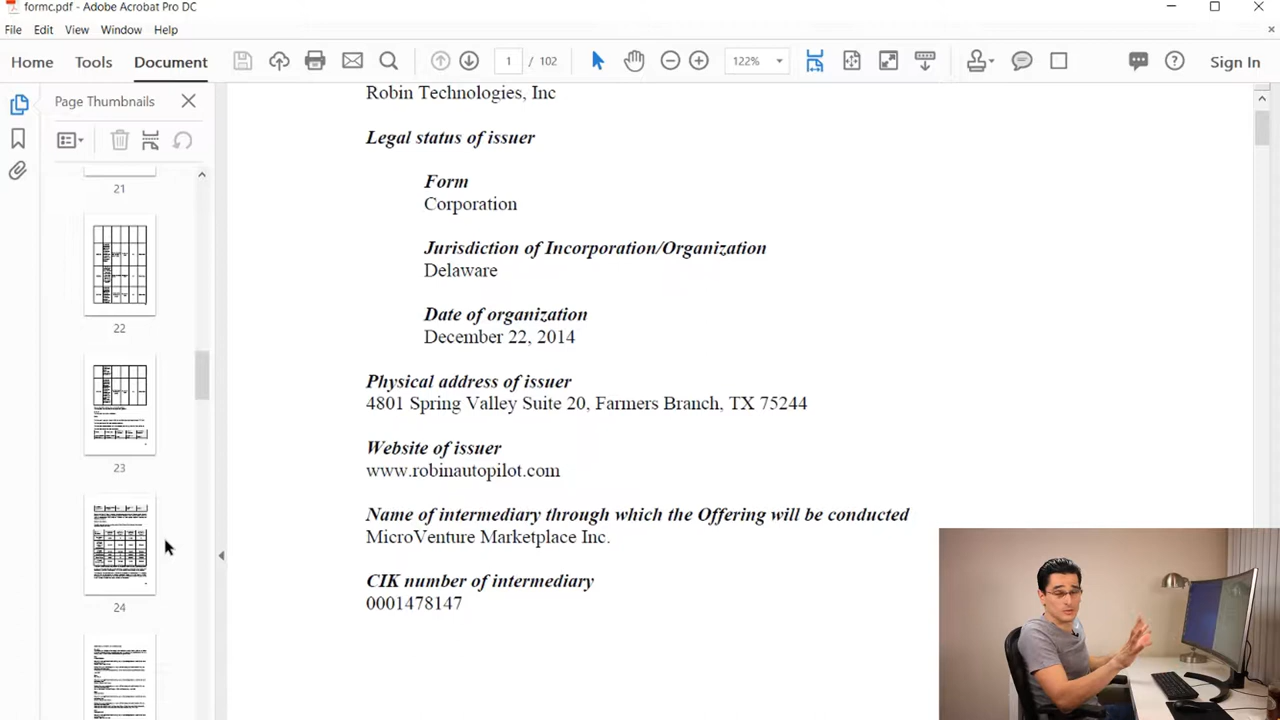 formc.pdf - Adobe Acrobat Pro DC
File Edit View Window Help
Home Tools Document 1 / 102 122% Sign In
Page Thumbnails
21
22
23
24
Robin Technologies, Inc
Legal status of issuer
Form
Corporation
Jurisdiction of Incorporation/Organization
Delaware
Date of organization
December 22, 2014
Physical address of issuer
4801 Spring Valley Suite 20, Farmers Branch, TX 75244
Website of issuer
www.robinautopilot.com
Name of intermediary through which the Offering will be conducted
MicroVenture Marketplace Inc.
CIK number of intermediary
0001478147